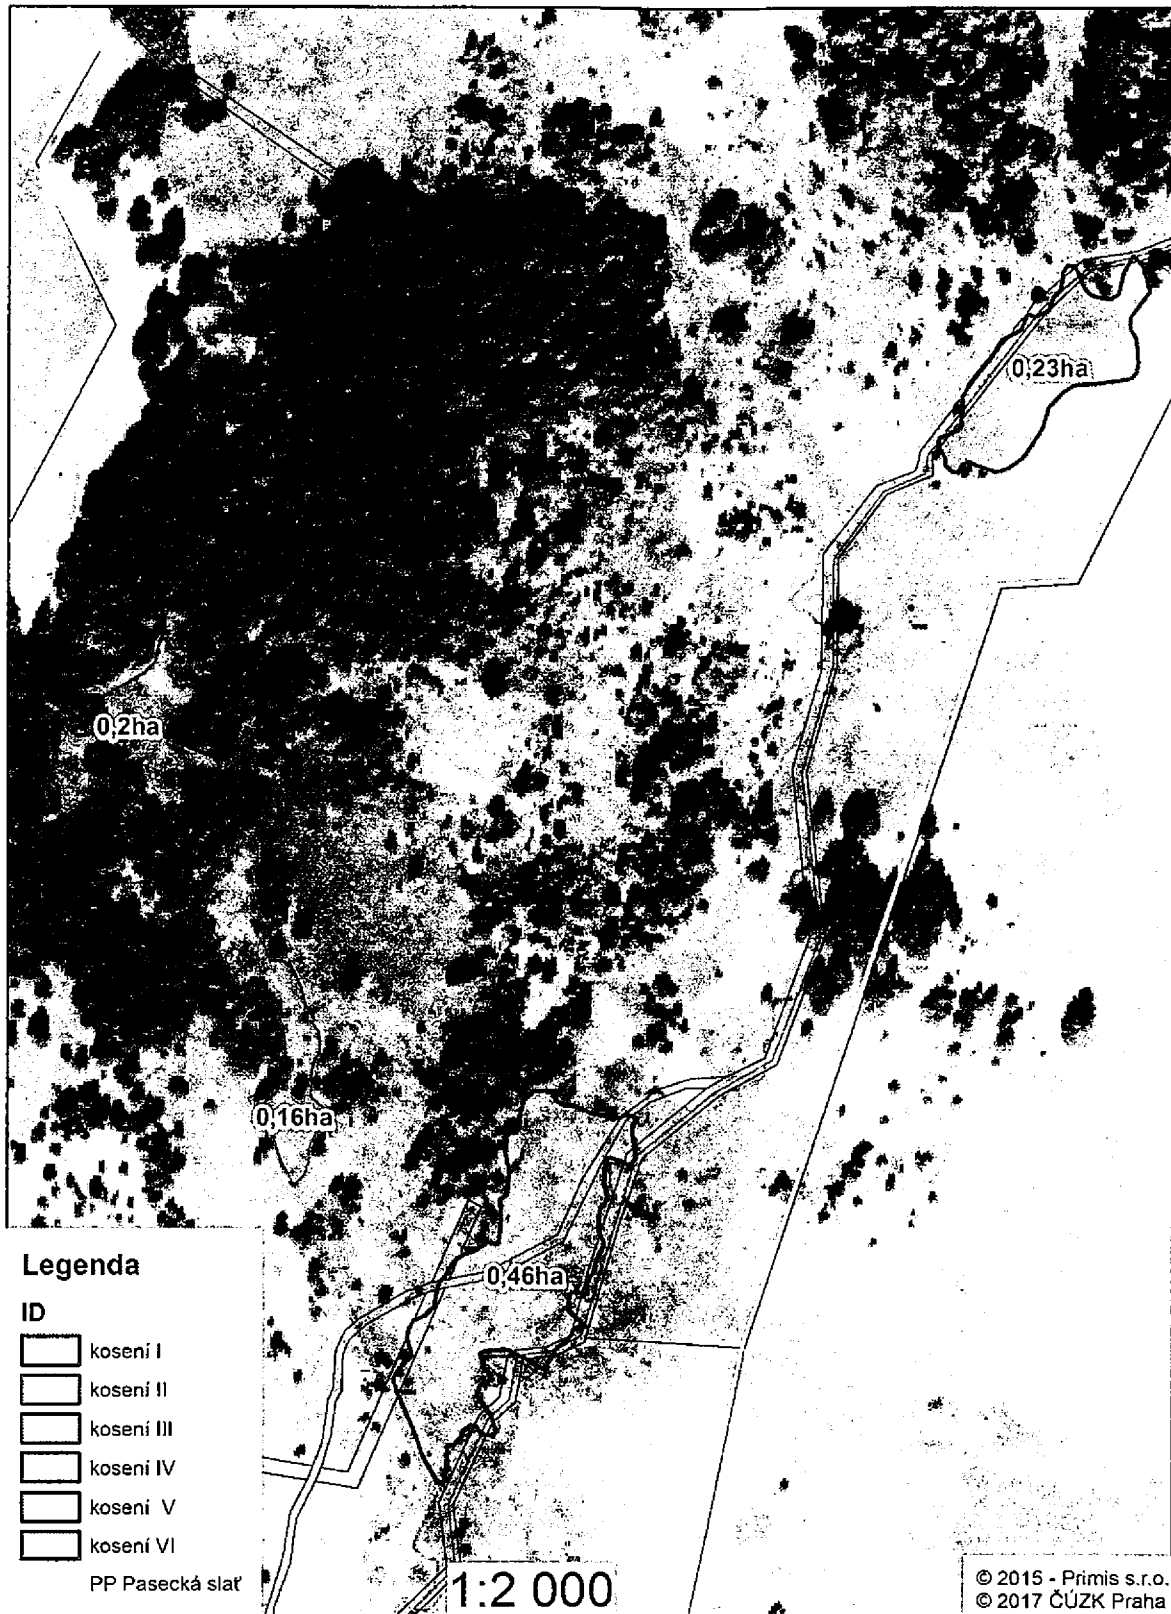 0,23ha
0,2ha
0,16ha
0,46ha
Legenda
ID
kosení I
kosení II
kosení III
kosení IV
kosení V
kosení VI
PP Pasecká slať
1:2 000
© 2015 - Primis s.r.o.
© 2017 ČÚZK Praha